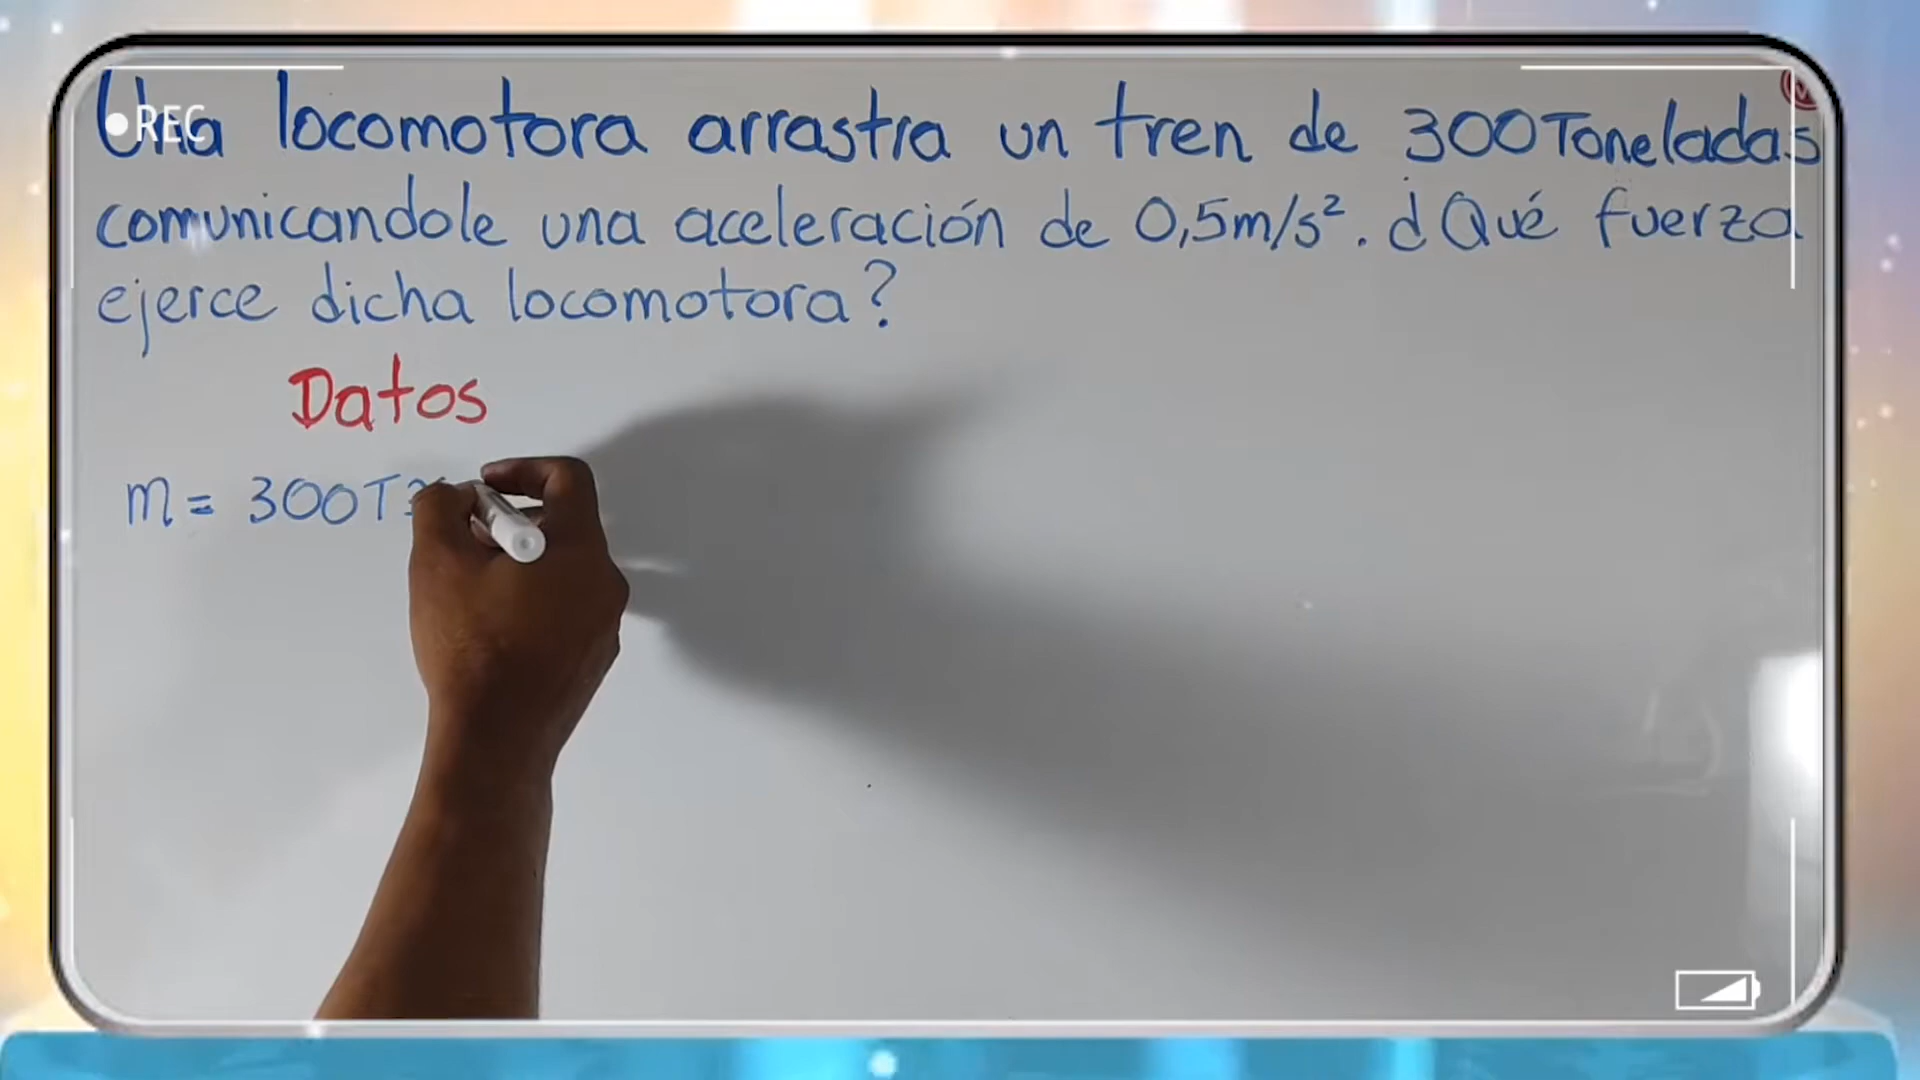 Una locomotora arrastra un tren de 300Toneladas
REC
comunicandole una aceleración de 0,5m/s². ¿Qué fuerza
ejerce dicha locomotora?
Datos
m = 300